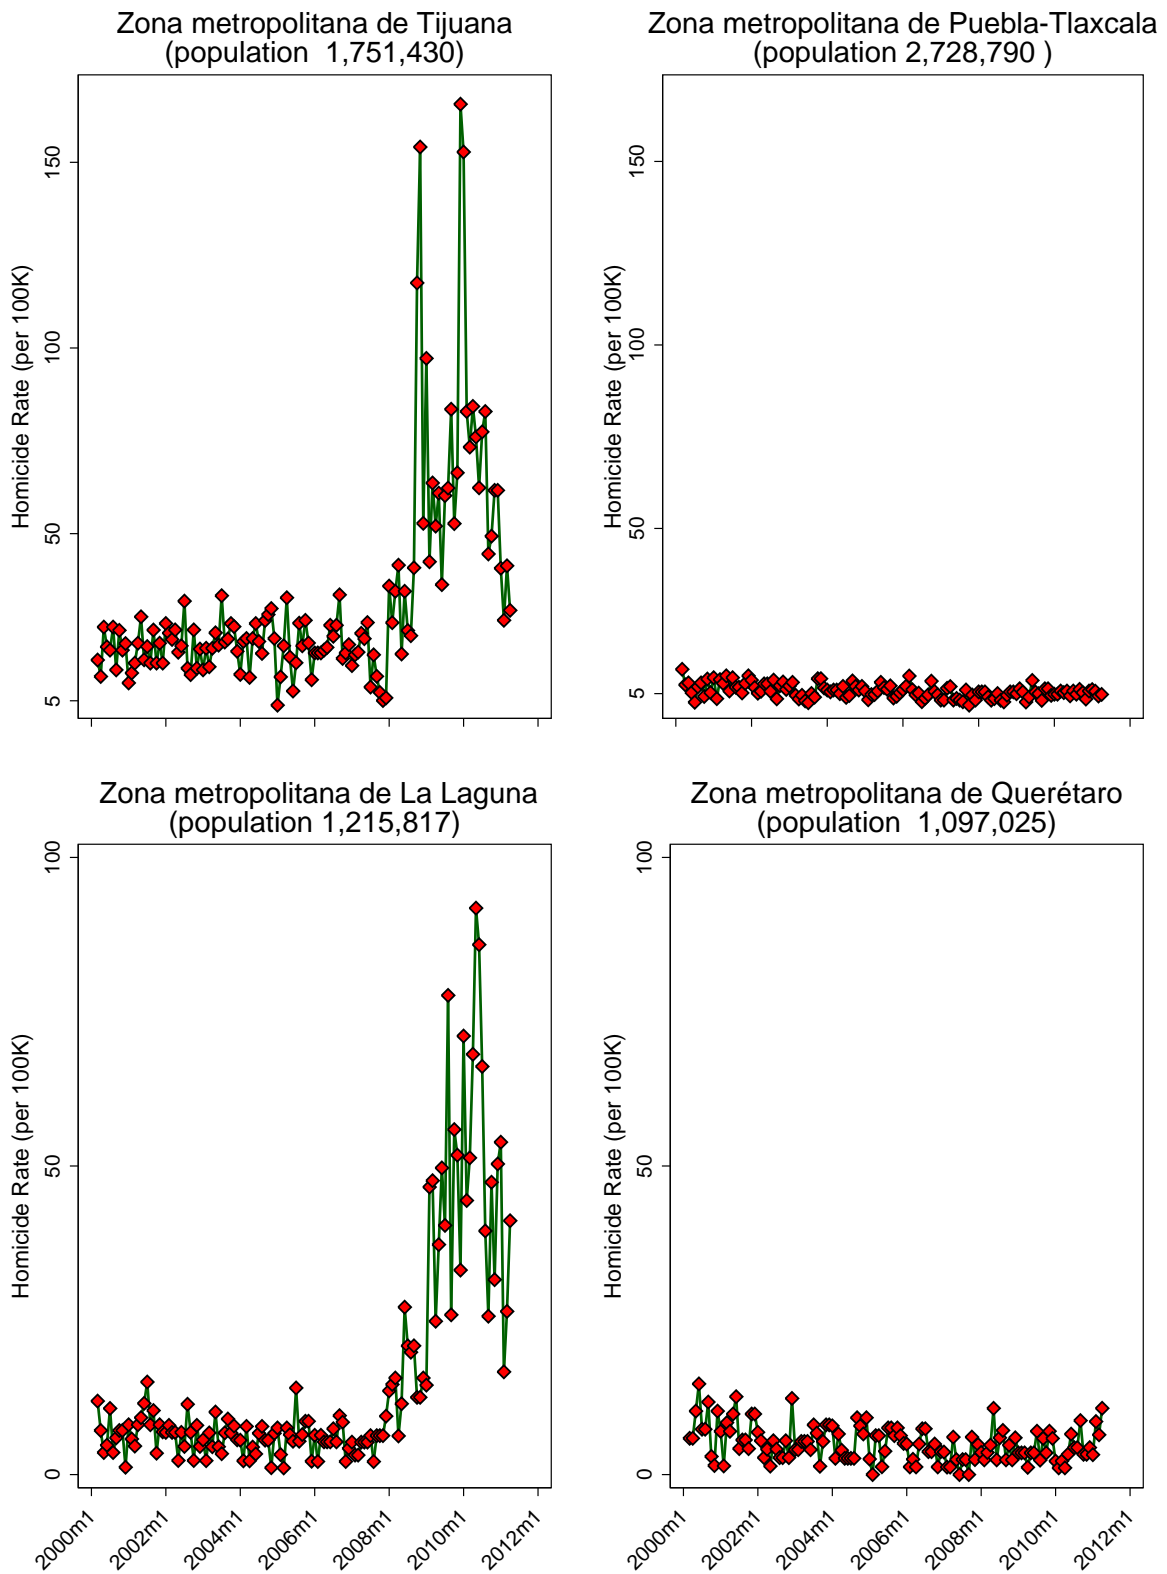 Zona metropolitana de Tijuana
(population 1,751,430)
Homicide Rate (per 100K)
150
100
50
5
Zona metropolitana de Puebla-Tlaxcala
(population 2,728,790 )
Homicide Rate (per 100K)
150
100
50
5
Zona metropolitana de La Laguna
(population 1,215,817)
Homicide Rate (per 100K)
100
50
0
2000m1
2002m1
2004m1
2006m1
2008m1
2010m1
2012m1
Zona metropolitana de Querétaro
(population 1,097,025)
Homicide Rate (per 100K)
100
50
0
2000m1
2002m1
2004m1
2006m1
2008m1
2010m1
2012m1